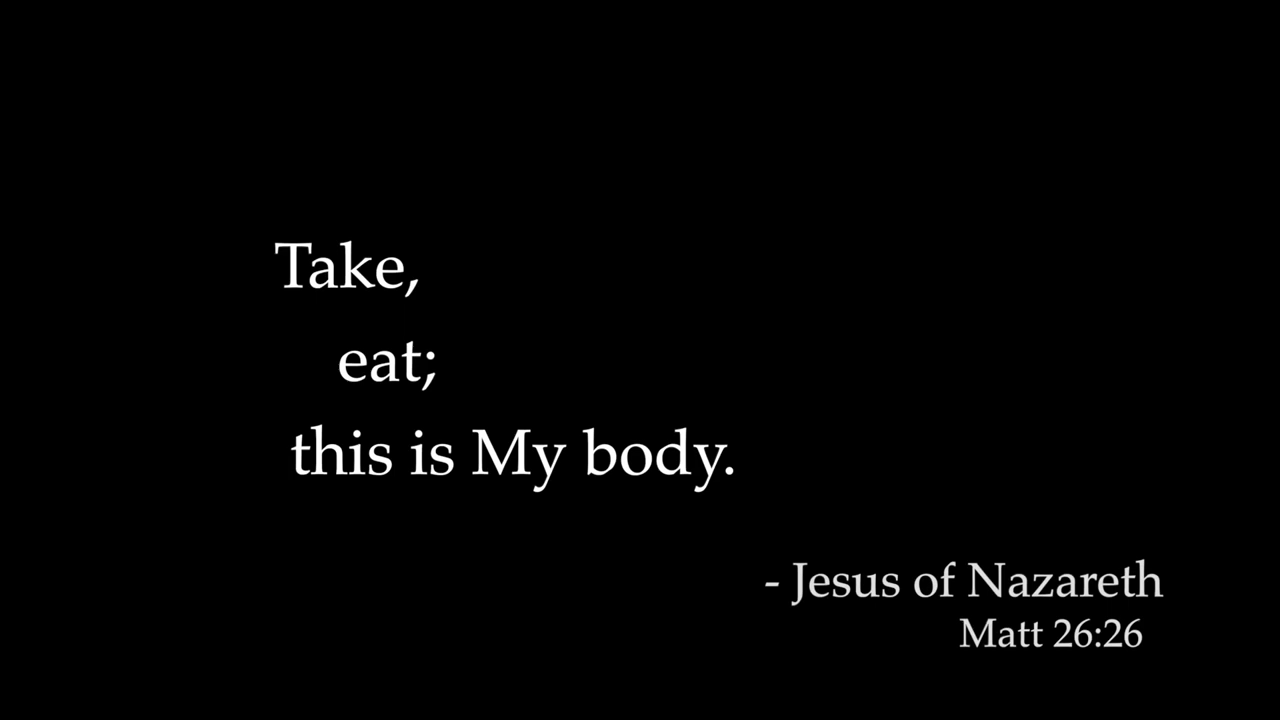 Take,
eat;
this is My body.
- Jesus of Nazareth
Matt 26:26